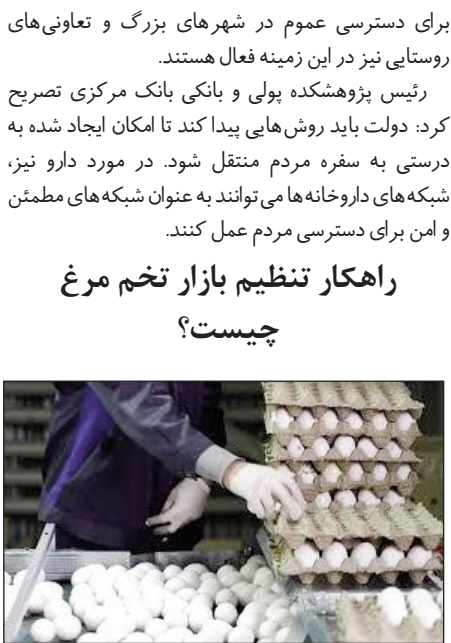 برای دسترسی عموم در شهرهای بزرگ و تعاونی‌های
روستایی نیز در این زمینه فعال هستند.
رئیس پژوهشکده پولی و بانکی بانک مرکزی تصریح
کرد: دولت باید روش‌هایی پیدا کند تا امکان ایجاد شده به
درستی به سفره مردم منتقل شود. در مورد دارو نیز،
شبکه‌های داروخانه‌ها می‌توانند به عنوان شبکه‌های مطمئن
و امن برای دسترسی مردم عمل کنند.
راهکار تنظیم بازار تخم مرغ
چیست؟